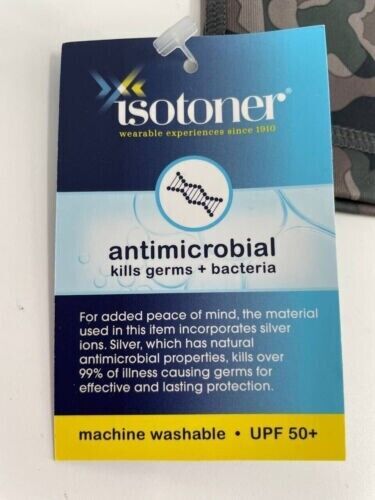 isotoner®
wearable experiences since 1910
antimicrobial
kills germs + bacteria
For added peace of mind, the material
used in this item incorporates silver
ions. Silver, which has natural
antimicrobial properties, kills over
99% of illness causing germs for
effective and lasting protection.
machine washable • UPF 50+